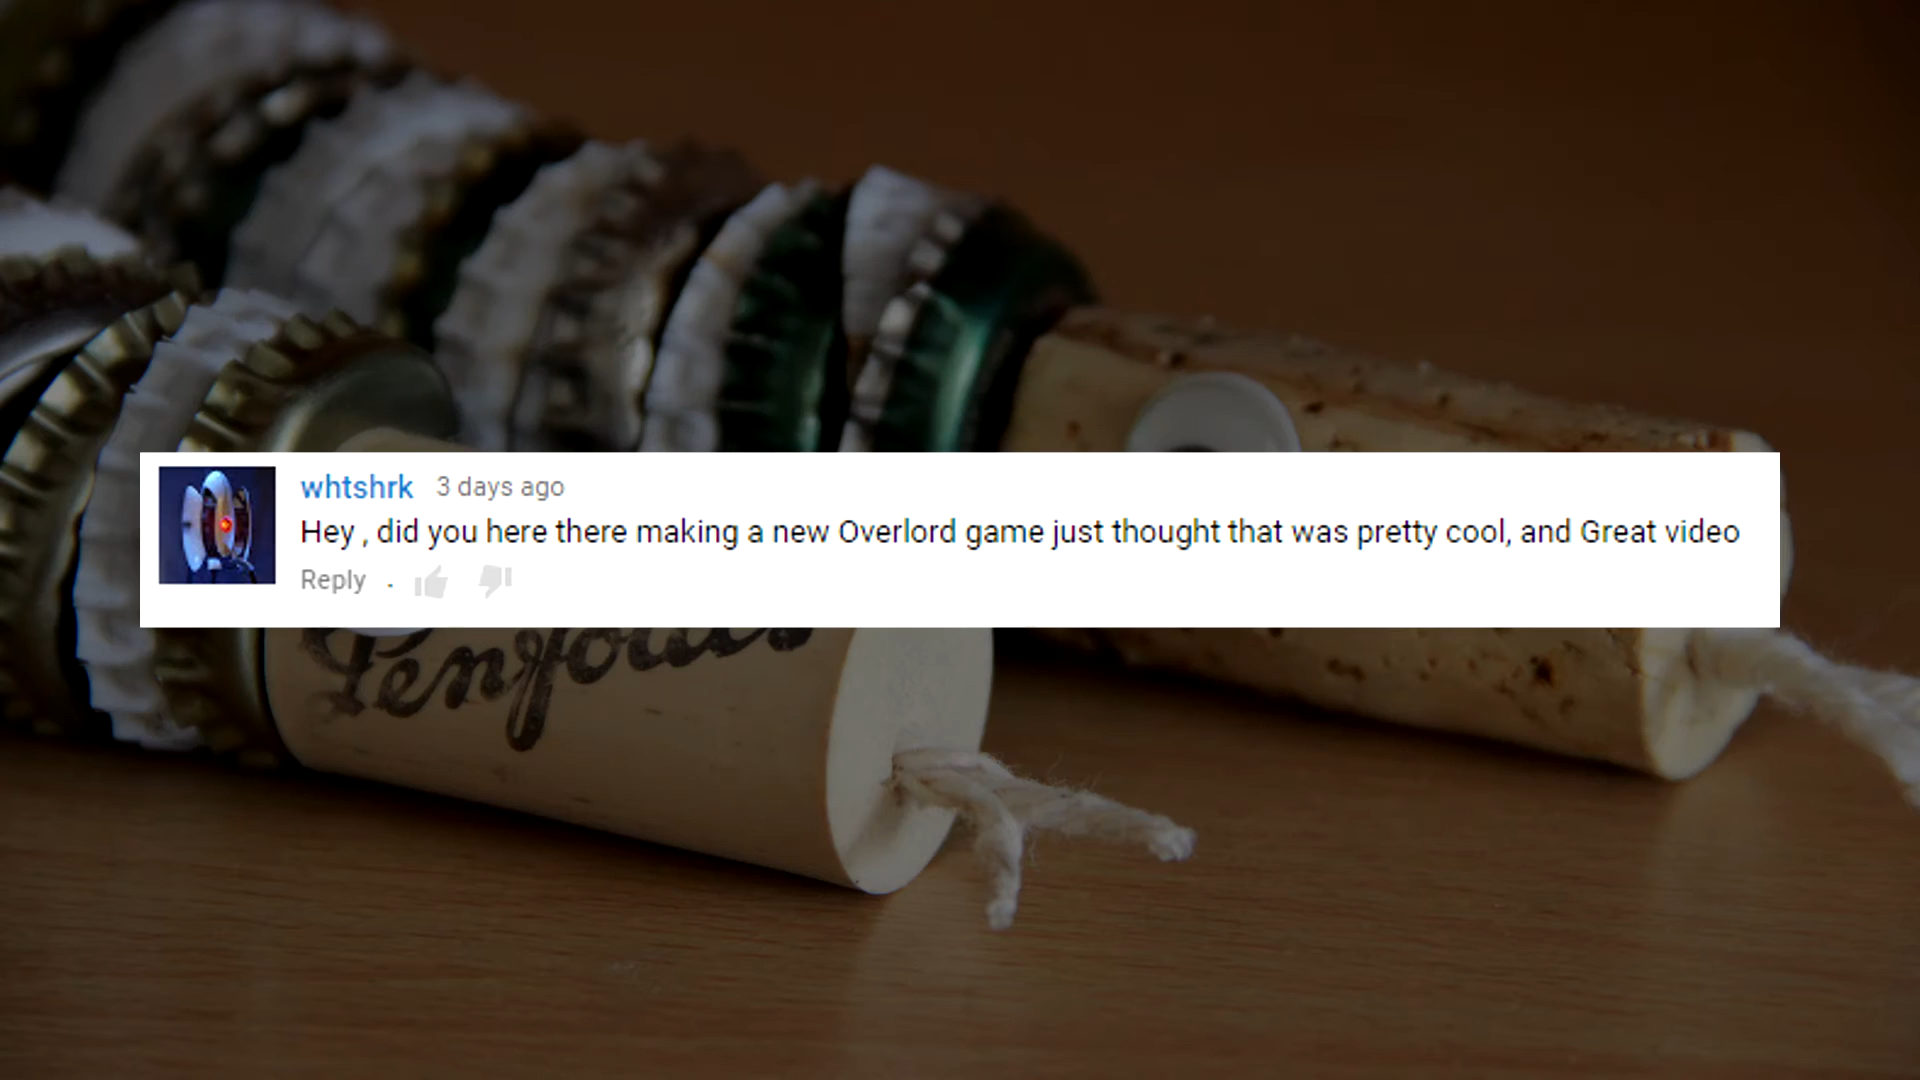 whtshrk 3 days ago
Hey , did you here there making a new Overlord game just thought that was pretty cool, and Great video
Reply .
Penfolds